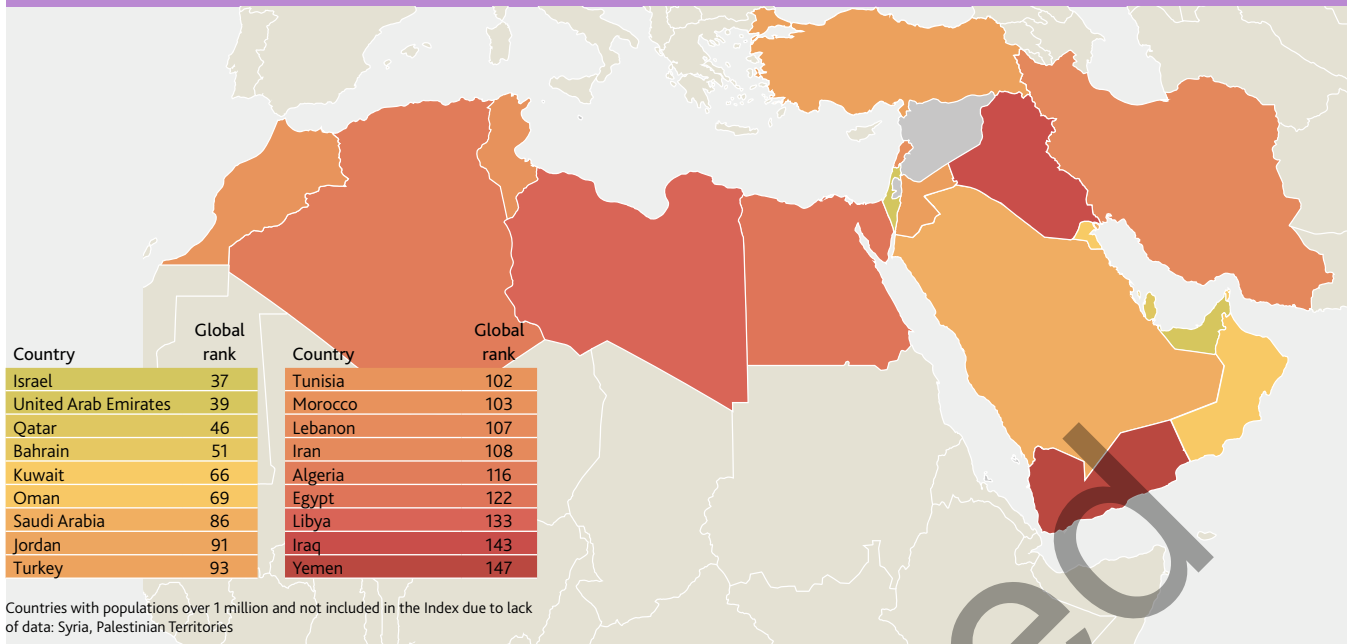 Country Global rank
Israel 37
United Arab Emirates 39
Qatar 46
Bahrain 51
Kuwait 66
Oman 69
Saudi Arabia 86
Jordan 91
Turkey 93
Country Global rank
Tunisia 102
Morocco 103
Lebanon 107
Iran 108
Algeria 116
Egypt 122
Libya 133
Iraq 143
Yemen 147
Countries with populations over 1 million and not included in the Index due to lack
of data: Syria, Palestinian Territories
ed